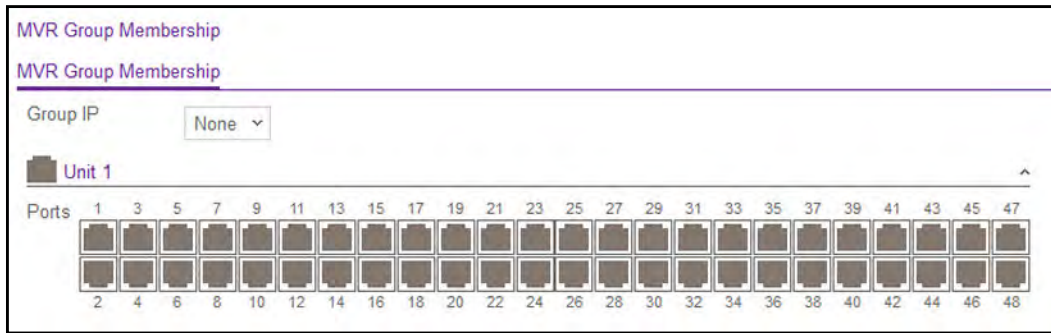 MVR Group Membership
MVR Group Membership
Group IP None
Unit 1
Ports 1 3 5 7 9 11 13 15 17 19 21 23 25 27 29 31 33 35 37 39 41 43 45 47
2 4 6 8 10 12 14 16 18 20 22 24 26 28 30 32 34 36 38 40 42 44 46 48